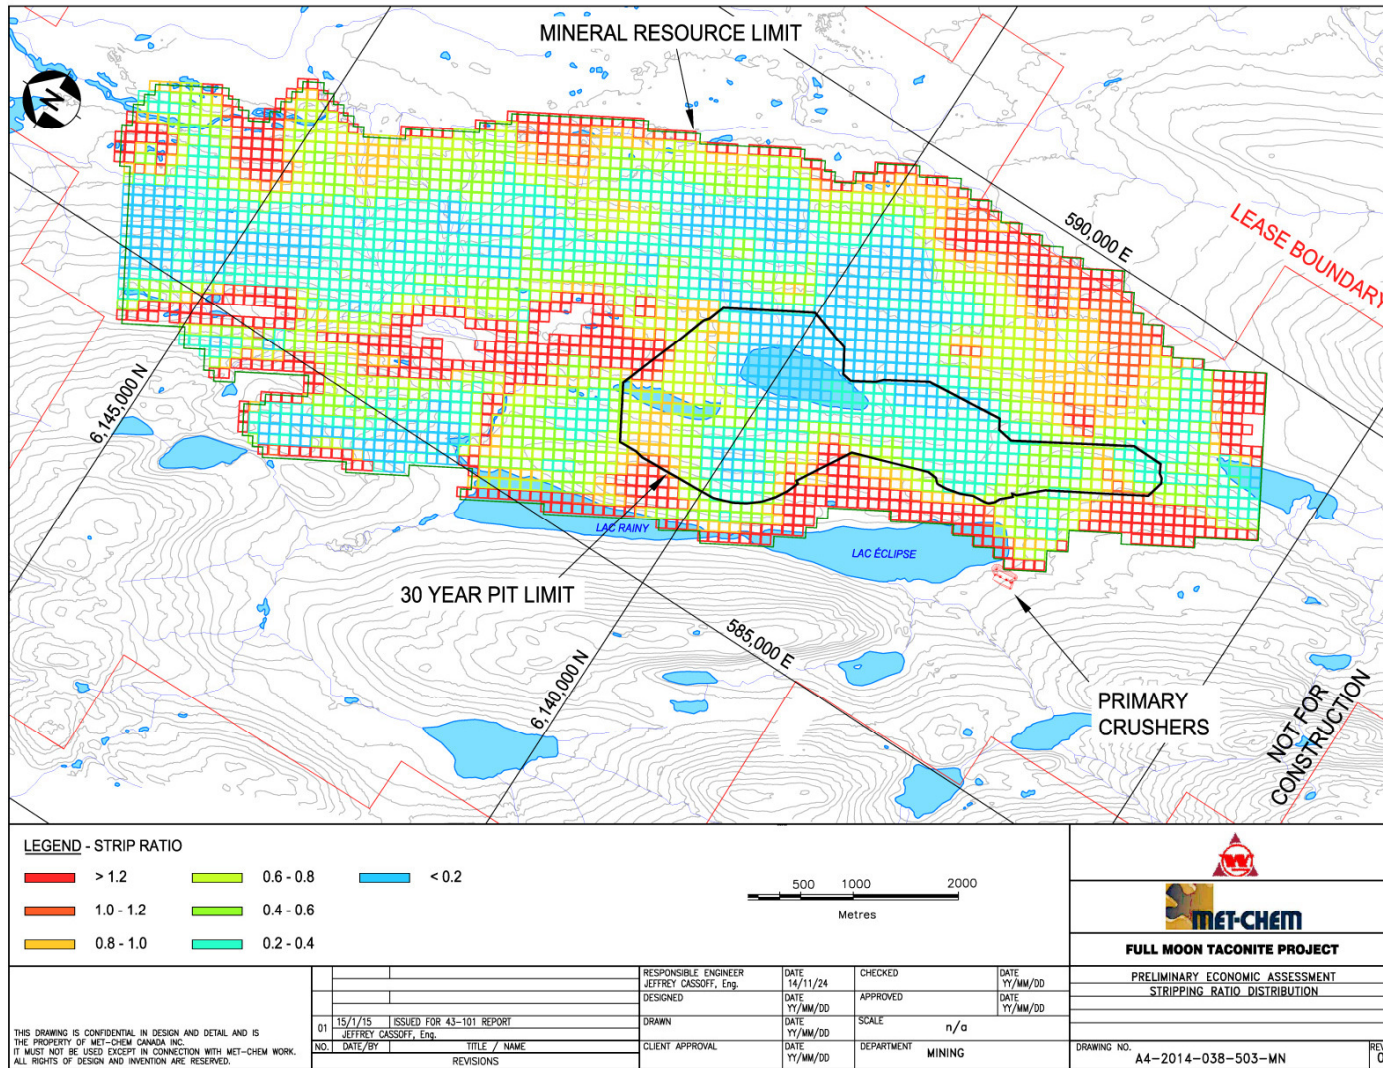 MINERAL RESOURCE LIMIT
N
590,000 E
LEASE BOUNDARY
6,145,000 N
LAC RAINY
LAC ÉCLIPSE
30 YEAR PIT LIMIT
585,000 E
6,140,000 N
PRIMARY
CRUSHERS
NOT FOR
CONSTRUCTION
LEGEND - STRIP RATIO
> 1.2
0.6 - 0.8
< 0.2
1.0 - 1.2
0.4 - 0.6
0.8 - 1.0
0.2 - 0.4
500 1000 2000
Metres
MET-CHEM
FULL MOON TACONITE PROJECT
PRELIMINARY ECONOMIC ASSESSMENT
STRIPPING RATIO DISTRIBUTION
DRAWING NO.
A4-2014-038-503-MN
REV
0
RESPONSIBLE ENGINEER
JEFFREY CASSOFF, Eng.
DATE
14/11/24
CHECKED
DATE
YY/MM/DD
DESIGNED
DATE
YY/MM/DD
APPROVED
DATE
YY/MM/DD
DRAWN
DATE
YY/MM/DD
SCALE
n/a
CLIENT APPROVAL
DATE
YY/MM/DD
DEPARTMENT
MINING
01 15/1/15 ISSUED FOR 43-101 REPORT
JEFFREY CASSOFF, Eng.
NO. DATE/BY TITLE / NAME
REVISIONS
THIS DRAWING IS CONFIDENTIAL IN DESIGN AND DETAIL AND IS
THE PROPERTY OF MET-CHEM CANADA INC.
IT MUST NOT BE USED EXCEPT IN CONNECTION WITH MET-CHEM WORK.
ALL RIGHTS OF DESIGN AND INVENTION ARE RESERVED.